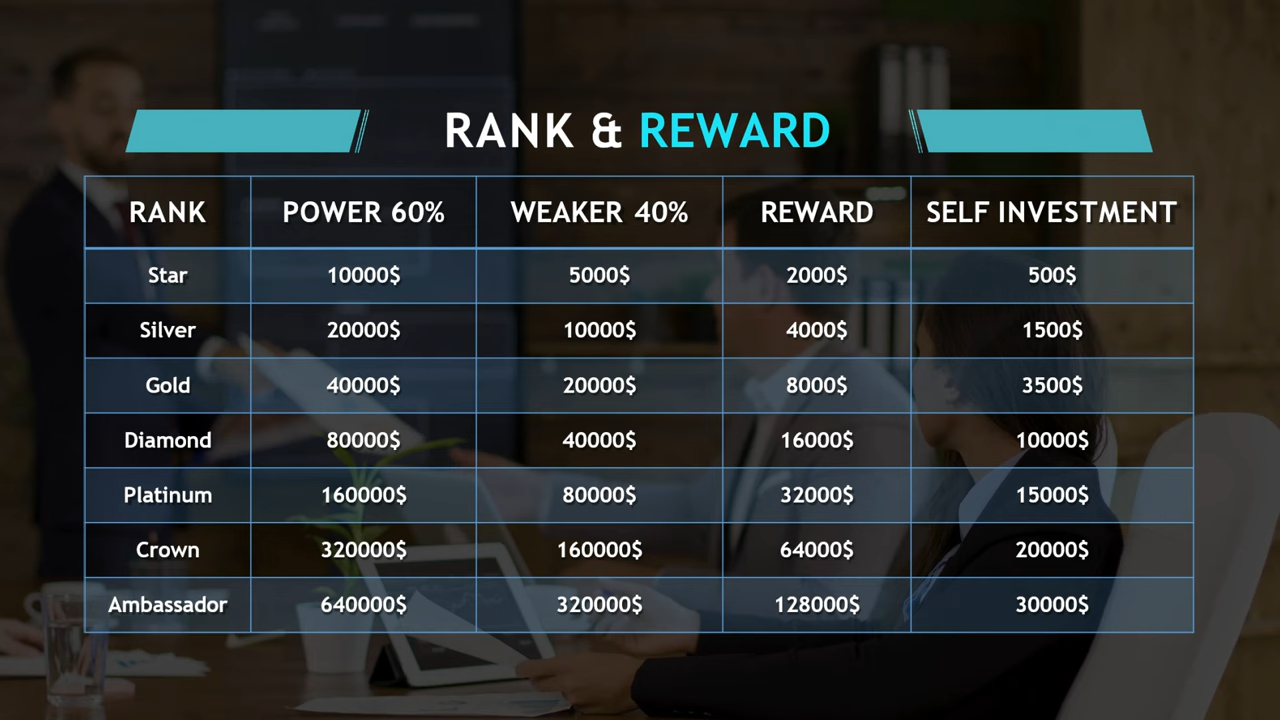 RANK & REWARD
RANK POWER 60% WEAKER 40% REWARD SELF INVESTMENT
Star 10000$ 5000$ 2000$ 500$
Silver 20000$ 10000$ 4000$ 1500$
Gold 40000$ 20000$ 8000$ 3500$
Diamond 80000$ 40000$ 16000$ 10000$
Platinum 160000$ 80000$ 32000$ 15000$
Crown 320000$ 160000$ 64000$ 20000$
Ambassador 640000$ 320000$ 128000$ 30000$